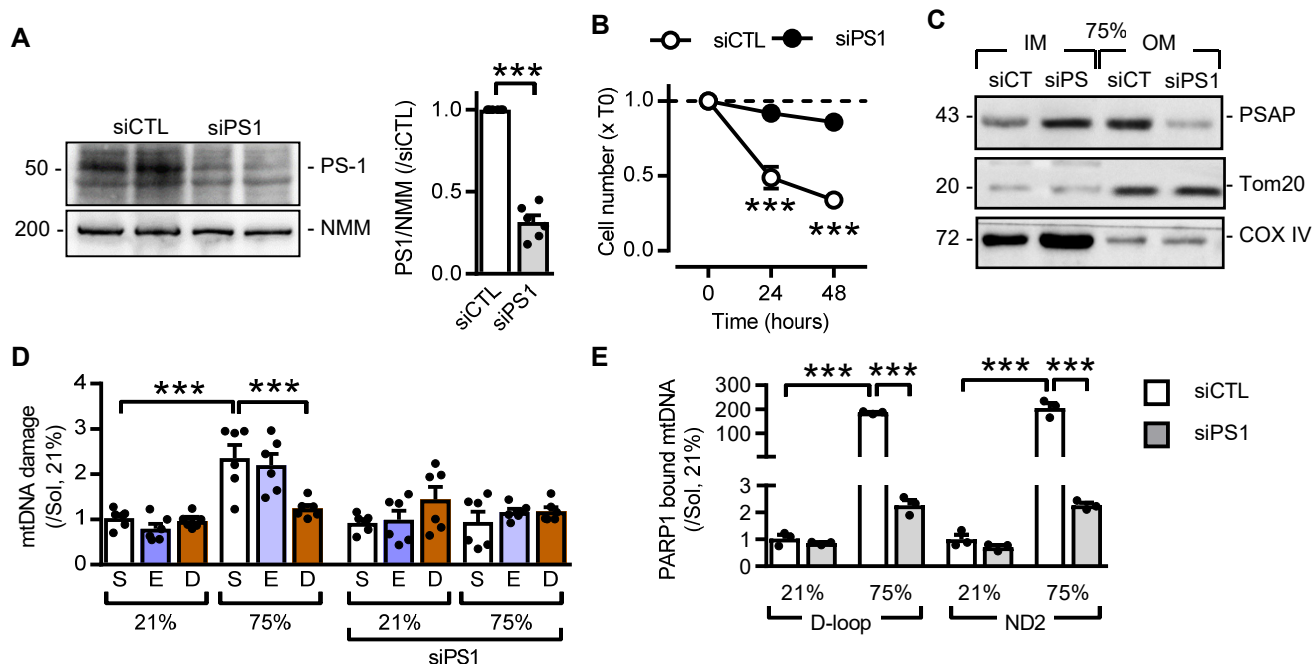 A
siCTL siPS1
50 - - PS-1
200 - - NMM
PS1/NMM (/siCTL)
1.0
0.5
0.0
***
siCTL
siPS1
B
siCTL siPS1
Cell number (x T0)
1.0
0.5
0.0
***
***
0 24 48
Time (hours)
C
75%
IM OM
siCT siPS siCT siPS1
43 - - PSAP
20 - - Tom20
72 - - COX IV
D
mtDNA damage
(/Sol, 21%)
4
3
2
1
0
*** ***
S E D S E D S E D S E D
21% 75% 21% 75%
siPS1
E
PARP1 bound mtDNA
(/Sol, 21%)
300
200
100
3
2
1
0
*** *** *** ***
21% 75% 21% 75%
D-loop ND2
siCTL
siPS1